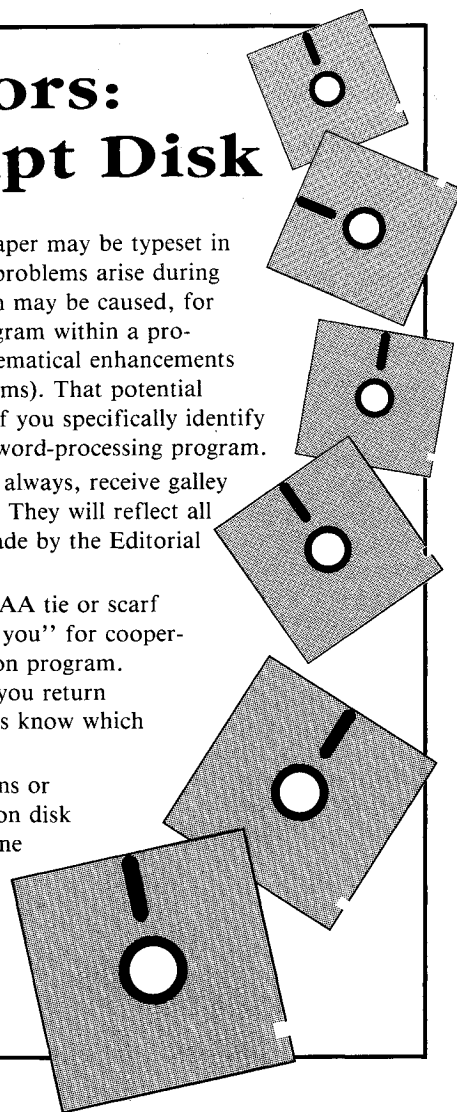 ors:
pt Disk
aper may be typeset in
problems arise during
n may be caused, for
gram within a pro-
ematical enhancements
ms). That potential
f you specifically identify
word-processing program.
always, receive galley
They will reflect all
ade by the Editorial
AA tie or scarf
you" for cooper-
on program.
you return
s know which
ns or
on disk
ne